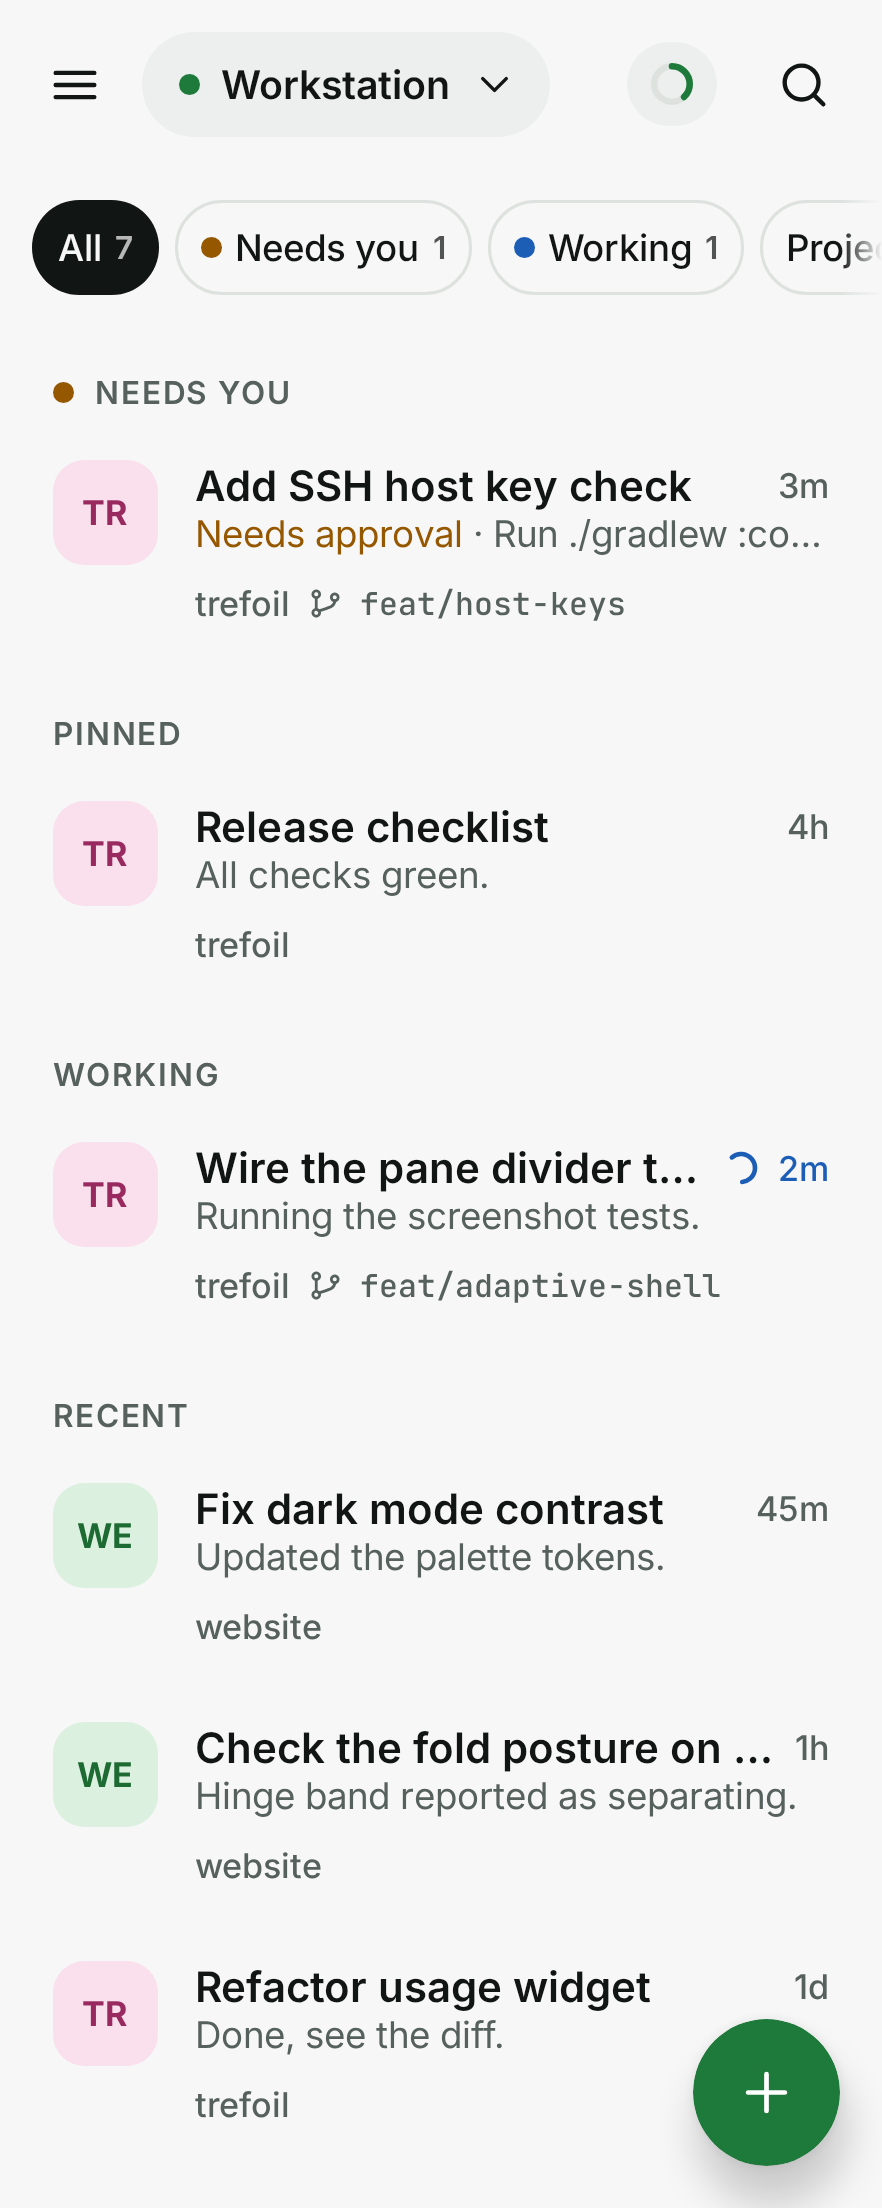 Workstation
All 7
Needs you 1
Working 1
Proje
NEEDS YOU
TR
Add SSH host key check
3m
Needs approval · Run ./gradlew :co...
trefoil feat/host-keys
PINNED
TR
Release checklist
4h
All checks green.
trefoil
WORKING
TR
Wire the pane divider t...
2m
Running the screenshot tests.
trefoil feat/adaptive-shell
RECENT
WE
Fix dark mode contrast
45m
Updated the palette tokens.
website
WE
Check the fold posture on ...
1h
Hinge band reported as separating.
website
TR
Refactor usage widget
1d
Done, see the diff.
trefoil